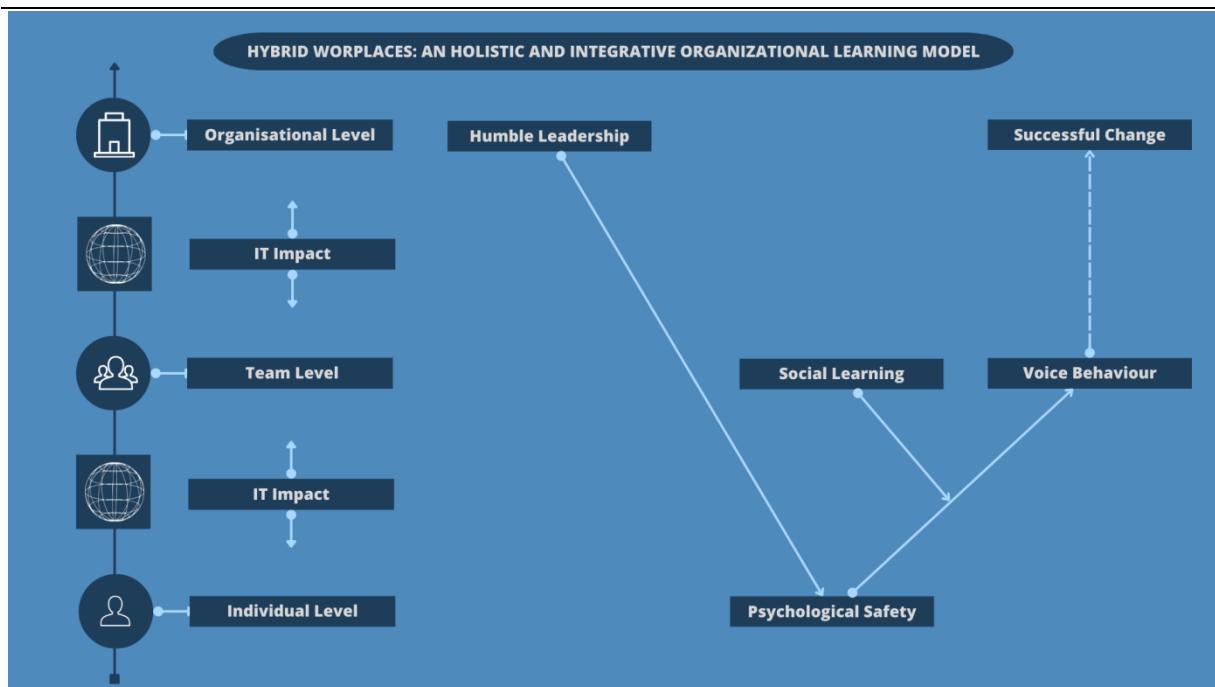 HYBRID WORPLACES: AN HOLISTIC AND INTEGRATIVE ORGANIZATIONAL LEARNING MODEL
Organisational Level
Humble Leadership
Successful Change
IT Impact
Team Level
Social Learning
Voice Behaviour
IT Impact
Individual Level
Psychological Safety